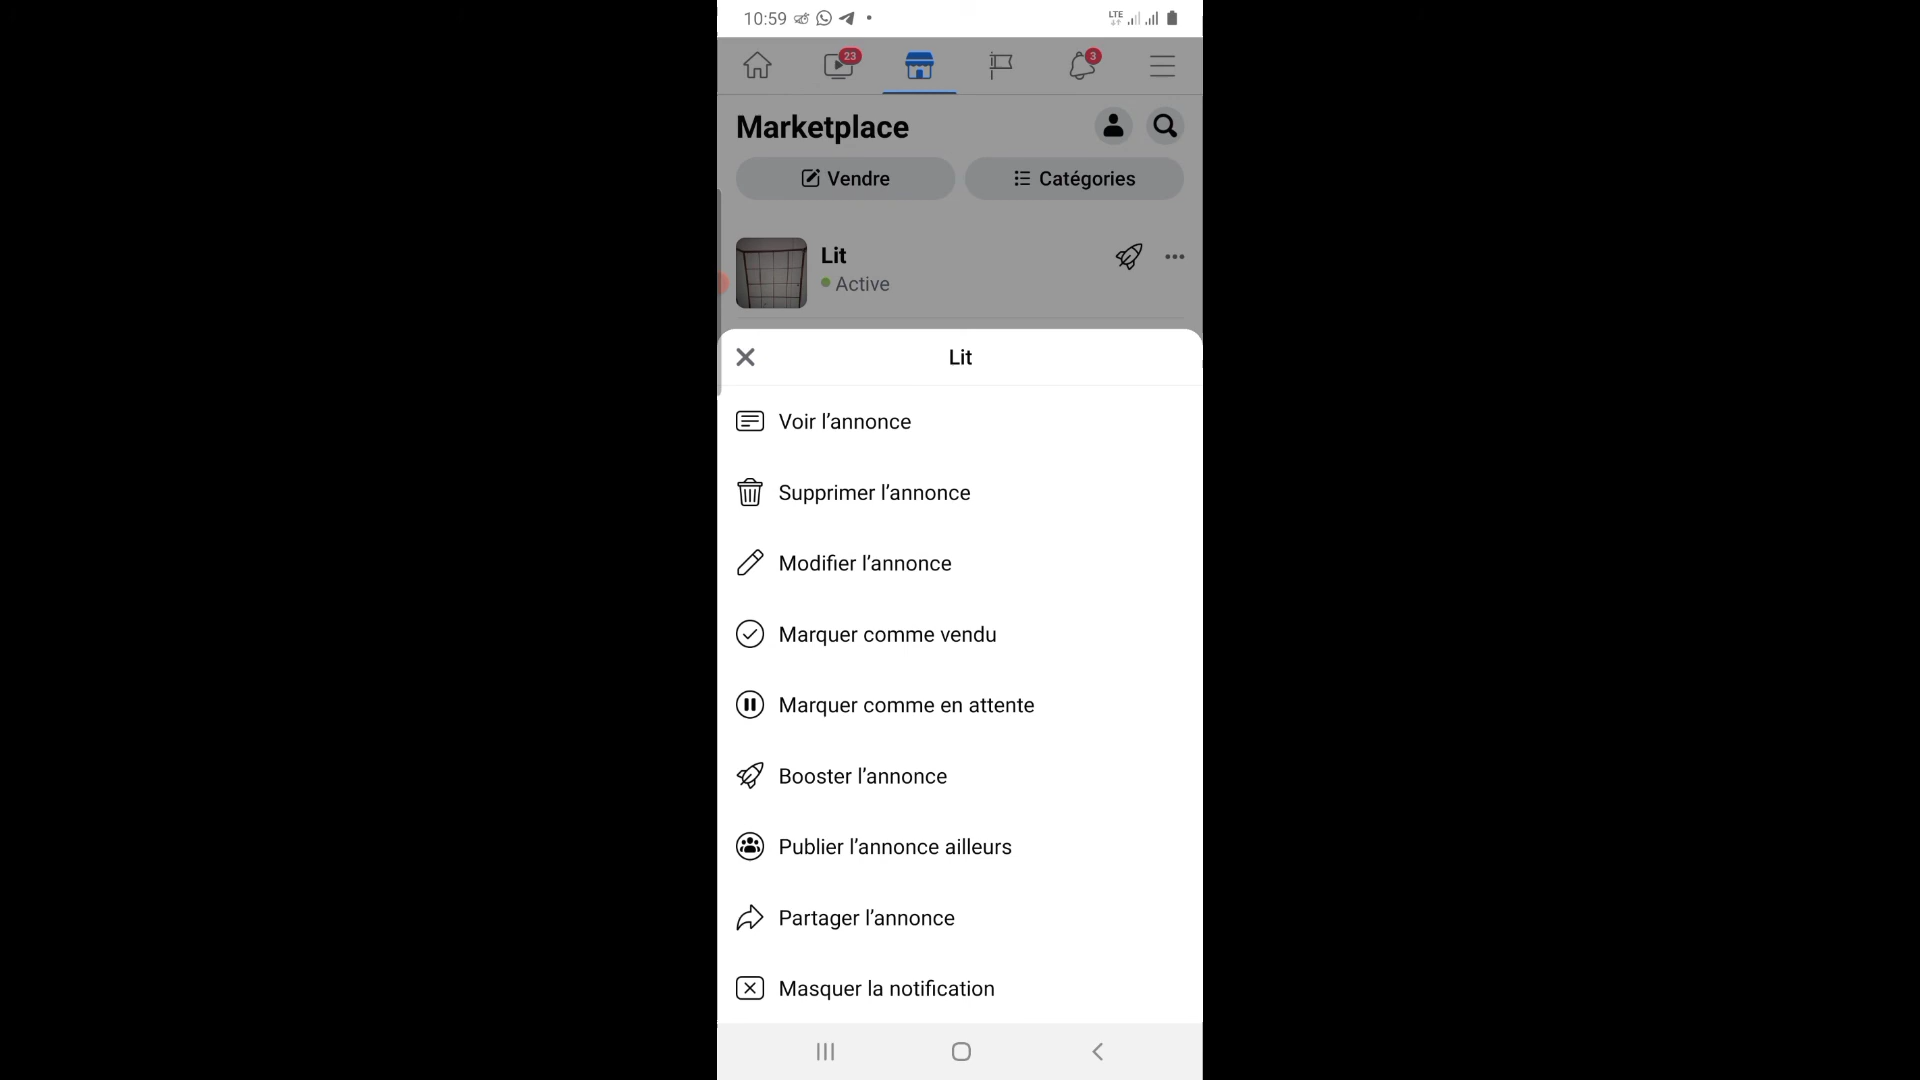 10:59
LTE
23
3
Marketplace
Vendre
Catégories
Lit
Active
Lit
Voir l’annonce
Supprimer l’annonce
Modifier l’annonce
Marquer comme vendu
Marquer comme en attente
Booster l’annonce
Publier l’annonce ailleurs
Partager l’annonce
Masquer la notification